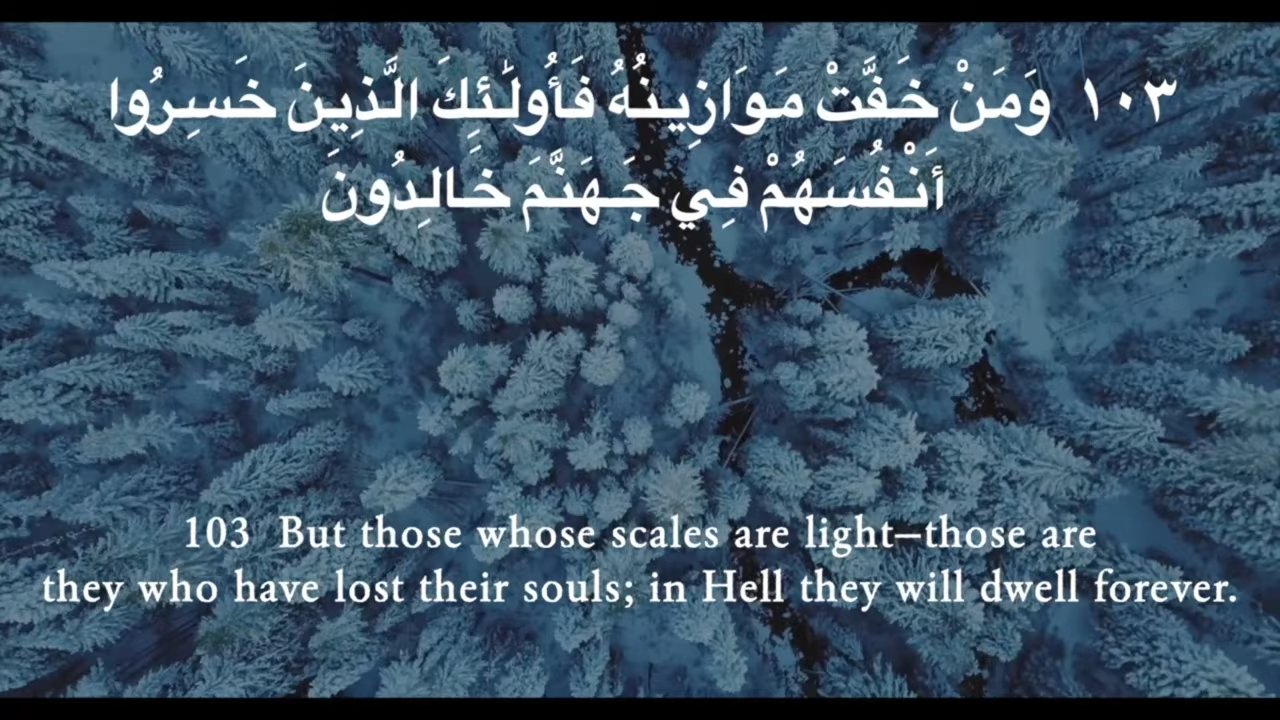 ١٠٣ وَمَنْ خَفَّتْ مَوَازِينُهُ فَأُولَٰئِكَ الَّذِينَ خَسِرُوا
أَنْفُسَهُمْ فِي جَهَنَّمَ خَالِدُونَ
103 But those whose scales are light—those are
they who have lost their souls; in Hell they will dwell forever.